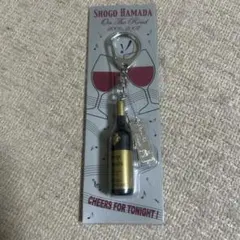 SHOGO HAMADA
On The Road
CHEERS FOR TONIGHT!